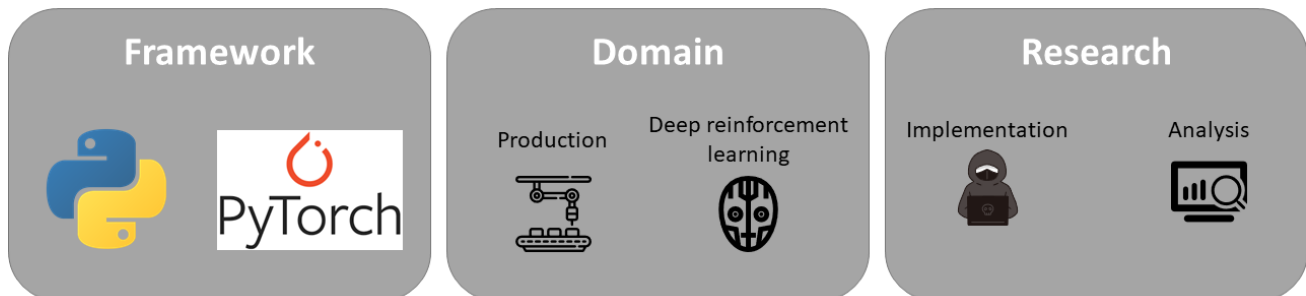 Framework
PyTorch
Domain
Production
Deep reinforcement
learning
Research
Implementation
Analysis